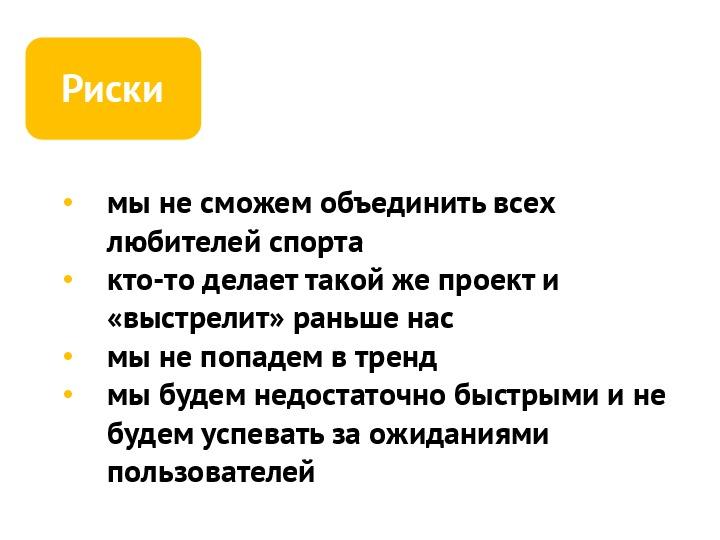 Риски
• мы не сможем объединить всех
любителей спорта
• кто-то делает такой же проект и
«выстрелит» раньше нас
• мы не попадем в тренд
• мы будем недостаточно быстрыми и не
будем успевать за ожиданиями
пользователей